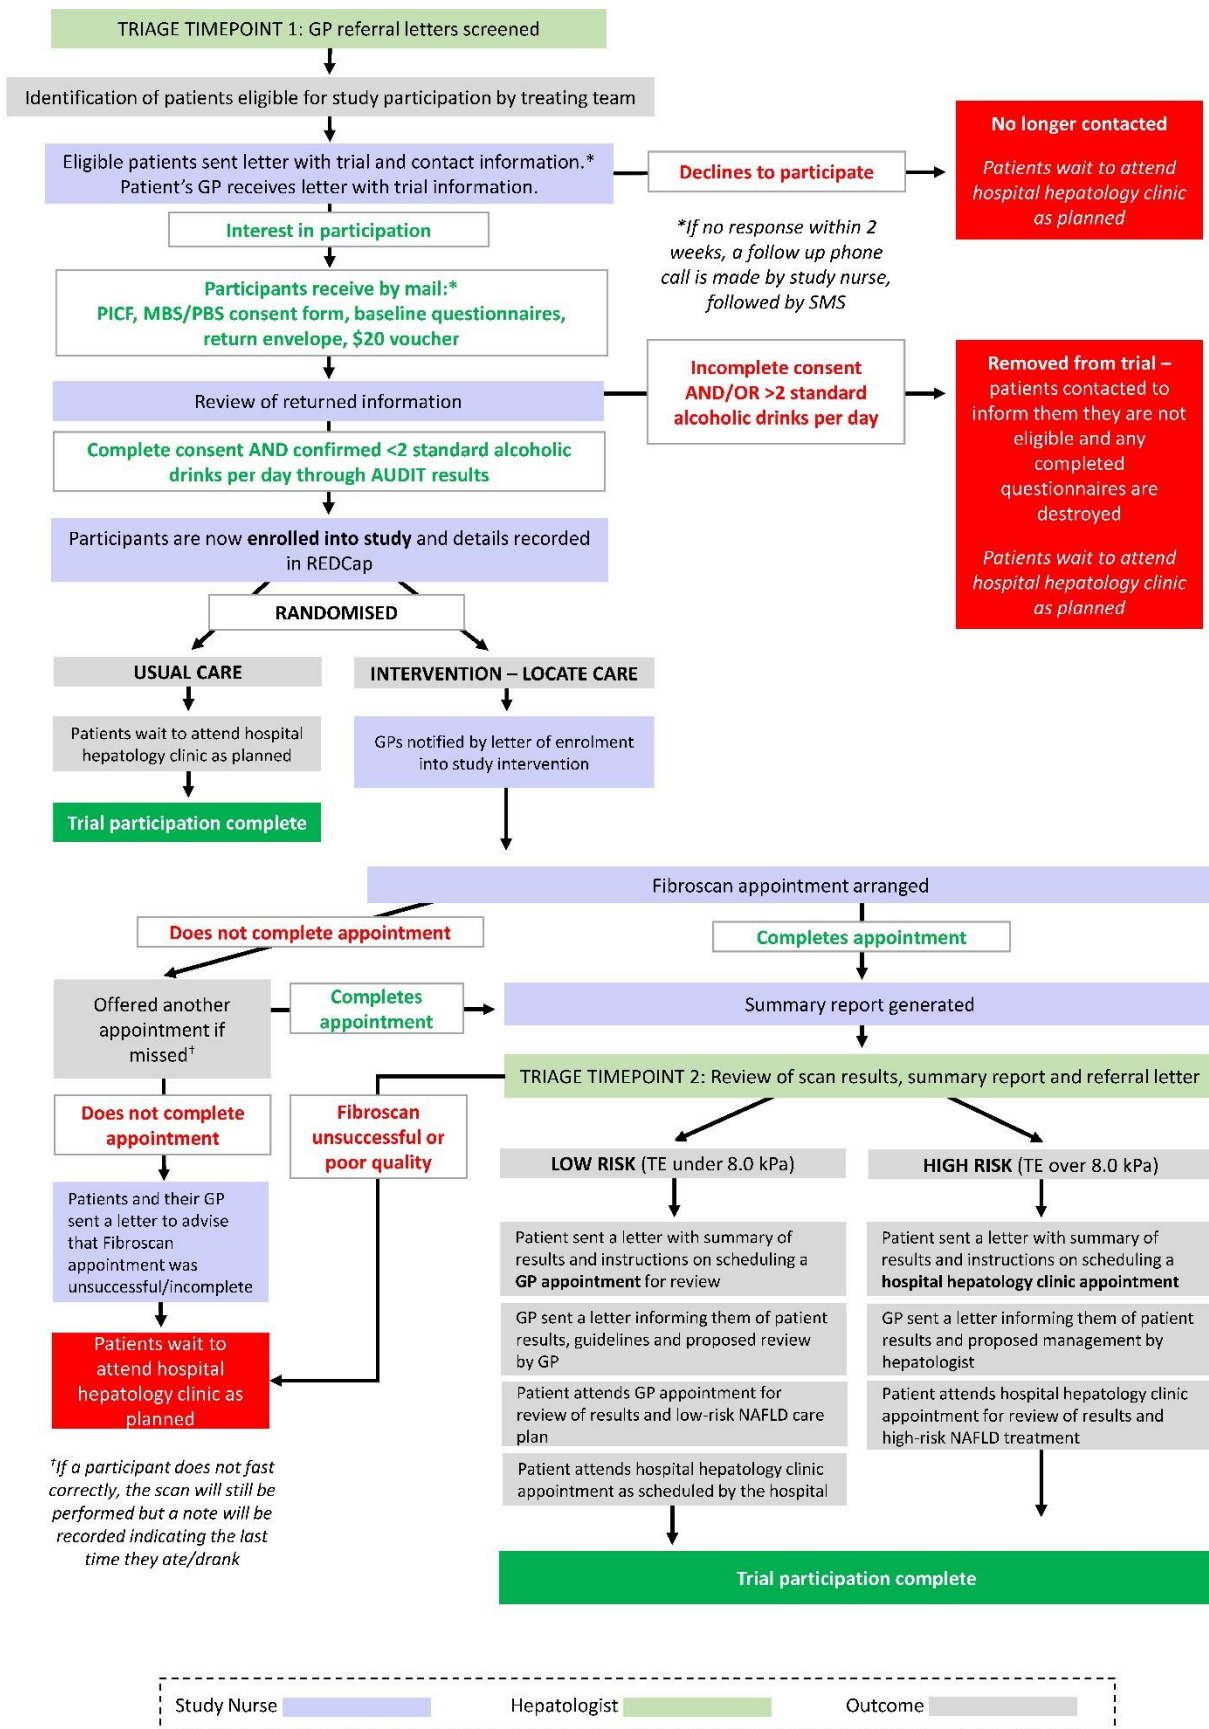 TRIAGE TIMEPOINT 1: GP referral letters screened
Identification of patients eligible for study participation by treating team
Eligible patients sent letter with trial and contact information.*
Patient's GP receives letter with trial information.
Declines to participate
No longer contacted
Patients wait to attend
hospital hepatology clinic
as planned
Interest in participation
*If no response within 2
weeks, a follow up phone
call is made by study nurse,
followed by SMS
Participants receive by mail:*
PICF, MBS/PBS consent form, baseline questionnaires,
return envelope, $20 voucher
Review of returned information
Incomplete consent
AND/OR >2 standard
alcoholic drinks per day
Removed from trial –
patients contacted to
inform them they are not
eligible and any
completed
questionnaires are
destroyed
Patients wait to attend
hospital hepatology clinic
as planned
Complete consent AND confirmed <2 standard alcoholic
drinks per day through AUDIT results
Participants are now enrolled into study and details recorded
in REDCap
RANDOMISED
USUAL CARE
INTERVENTION – LOCATE CARE
Patients wait to attend hospital
hepatology clinic as planned
GPs notified by letter of enrolment
into study intervention
Trial participation complete
Fibroscan appointment arranged
Does not complete appointment
Completes appointment
Offered another
appointment if
missed†
Completes
appointment
Summary report generated
TRIAGE TIMEPOINT 2: Review of scan results, summary report and referral letter
Does not complete
appointment
Fibroscan
unsuccessful or
poor quality
LOW RISK (TE under 8.0 kPa)
HIGH RISK (TE over 8.0 kPa)
Patients and their GP
sent a letter to advise
that Fibroscan
appointment was
unsuccessful/incomplete
Patient sent a letter with summary of
results and instructions on scheduling a
GP appointment for review
Patient sent a letter with summary of
results and instructions on scheduling a
hospital hepatology clinic appointment
GP sent a letter informing them of patient
results, guidelines and proposed review
by GP
GP sent a letter informing them of patient
results and proposed management by
hepatologist
Patients wait to
attend hospital
hepatology clinic as
planned
Patient attends GP appointment for
review of results and low-risk NAFLD care
plan
Patient attends hospital hepatology clinic
appointment for review of results and
high-risk NAFLD treatment
Patient attends hospital hepatology clinic
appointment as scheduled by the hospital
†If a participant does not fast
correctly, the scan will still be
performed but a note will be
recorded indicating the last
time they ate/drank
Trial participation complete
Study Nurse
Hepatologist
Outcome